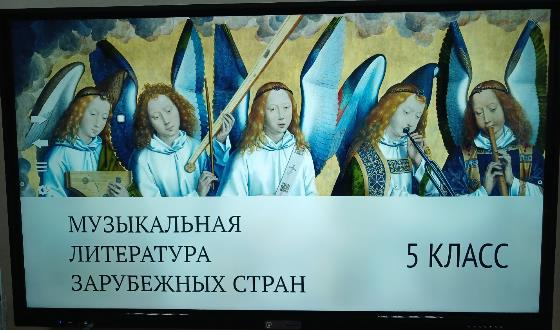 МУЗЫКАЛЬНАЯ
ЛИТЕРАТУРА
ЗАРУБЕЖНЫХ СТРАН
5 КЛАСС